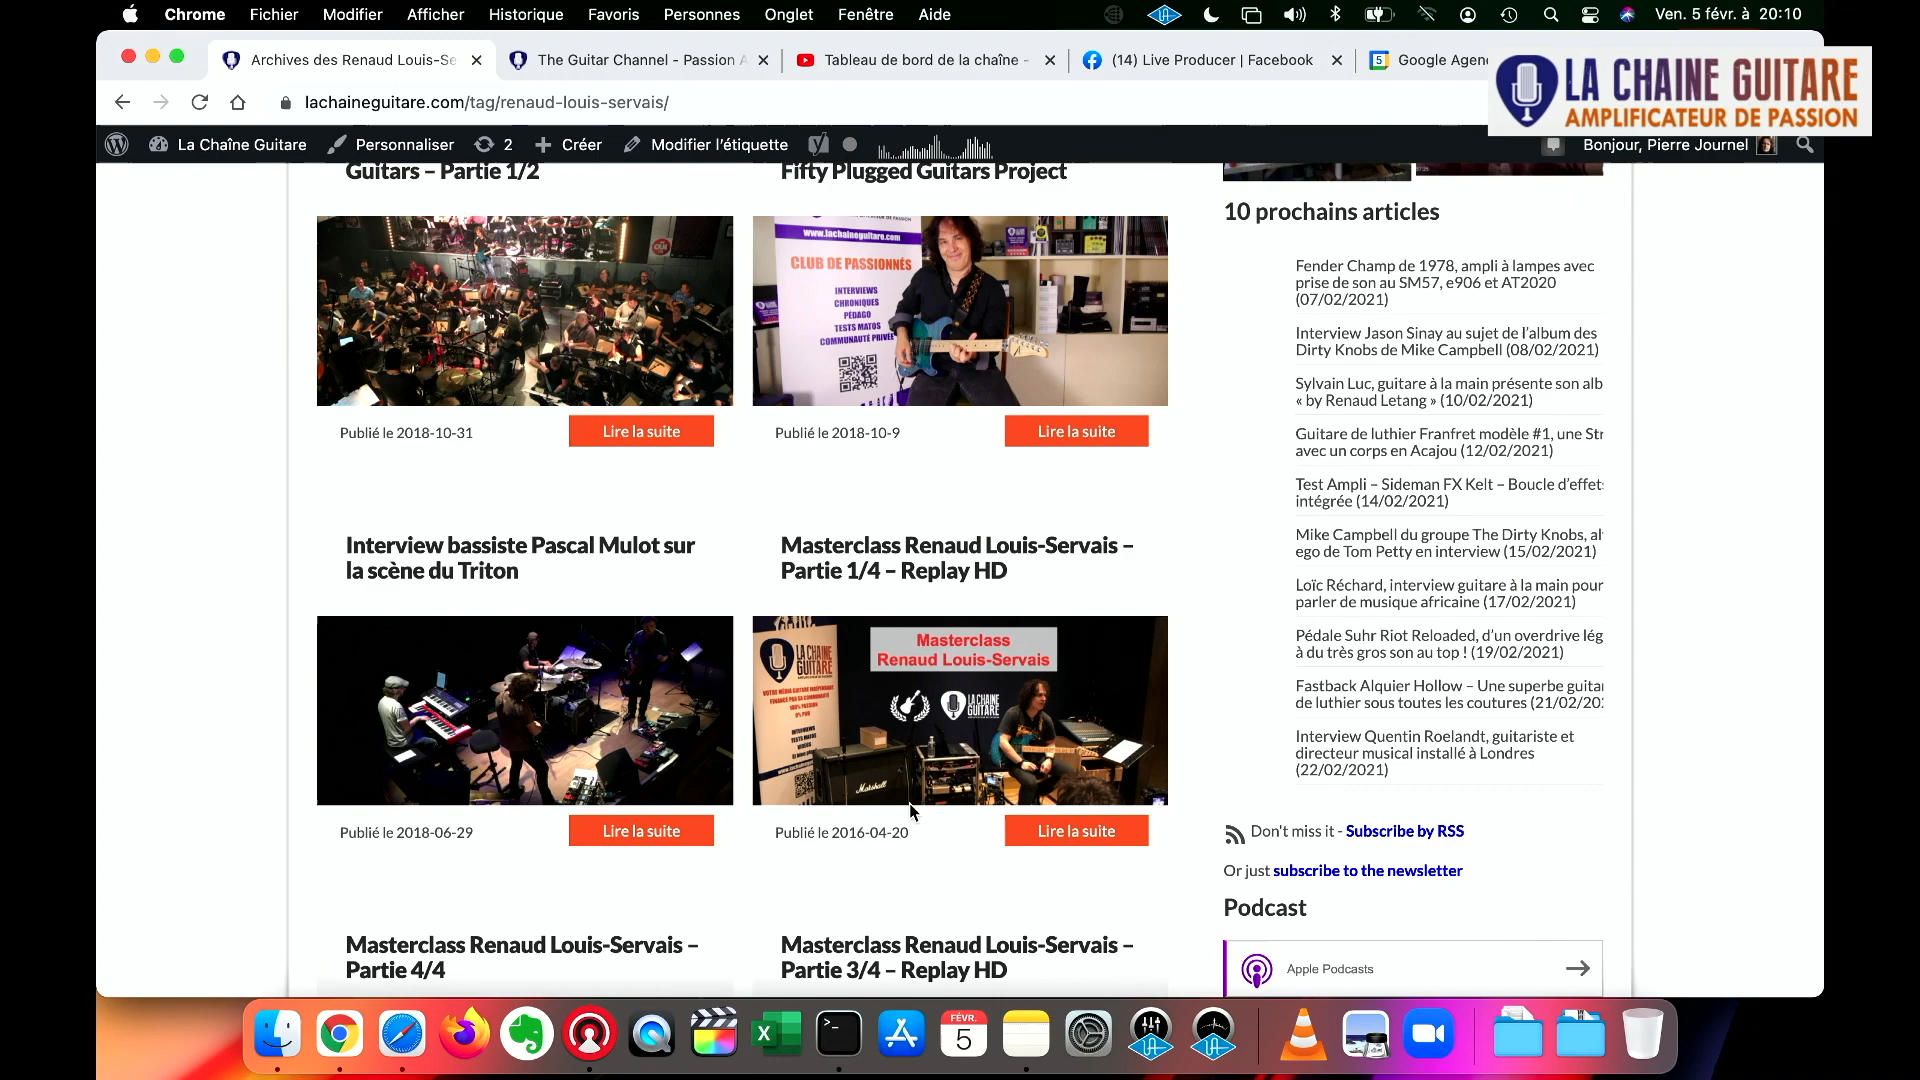 Chrome Fichier Modifier Afficher Historique Favoris Personnes Onglet Fenêtre Aide
Ven. 5 févr. à 20:10
Archives des Renaud Louis-Se
The Guitar Channel - Passion A
Tableau de bord de la chaîne -
(14) Live Producer | Facebook
5
Google Agen
lachaineguitare.com/tag/renaud-louis-servais/
LA CHAINE GUITARE
AMPLIFICATEUR DE PASSION
La Chaîne Guitare
Personnaliser
2
Créer
Modifier l'étiquette
Bonjour, Pierre Journel
Guitars – Partie 1/2
Fifty Plugged Guitars Project
www.lachaineguitare.com
CLUB DE PASSIONNÉS
INTERVIEWS
CHRONIQUES
PÉDAGO
TESTS MATOS
COMMUNAUTÉ PRIVÉE
Publié le 2018-10-31
Lire la suite
Publié le 2018-10-9
Lire la suite
Interview bassiste Pascal Mulot sur
la scène du Triton
Masterclass Renaud Louis-Servais –
Partie 1/4 – Replay HD
Masterclass
Renaud Louis-Servais
LA CHAINE
GUITARE
LA CHAINE
GUITARE
Marshall
Publié le 2018-06-29
Lire la suite
Publié le 2016-04-20
Lire la suite
Masterclass Renaud Louis-Servais –
Partie 4/4
Masterclass Renaud Louis-Servais –
Partie 3/4 – Replay HD
10 prochains articles
Fender Champ de 1978, ampli à lampes avec
prise de son au SM57, e906 et AT2020
(07/02/2021)
Interview Jason Sinay au sujet de l'album des
Dirty Knobs de Mike Campbell (08/02/2021)
Sylvain Luc, guitare à la main présente son alb
« by Renaud Letang » (10/02/2021)
Guitare de luthier Franfret modèle #1, une Str
avec un corps en Acajou (12/02/2021)
Test Ampli – Sideman FX Kelt – Boucle d'effets
intégrée (14/02/2021)
Mike Campbell du groupe The Dirty Knobs, al
ego de Tom Petty en interview (15/02/2021)
Loïc Réchard, interview guitare à la main pour
parler de musique africaine (17/02/2021)
Pédale Suhr Riot Reloaded, d'un overdrive lég
à du très gros son au top ! (19/02/2021)
Fastback Alquier Hollow – Une superbe guitar
de luthier sous toutes les coutures (21/02/202
Interview Quentin Roelandt, guitariste et
directeur musical installé à Londres
(22/02/2021)
Don't miss it - Subscribe by RSS
Or just subscribe to the newsletter
Podcast
Apple Podcasts
FÉVR.
5